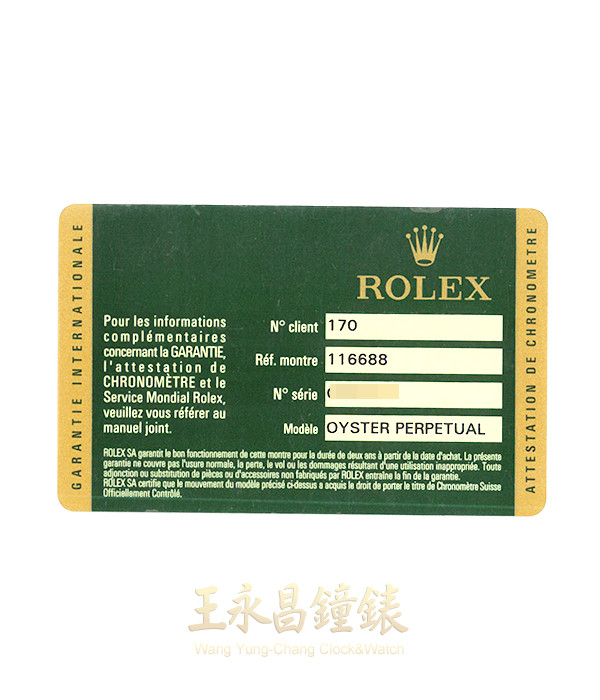 GARANTIE INTERNATIONALE
ROLEX
Pour les informations
complémentaires
concernant la GARANTIE,
l'attestation de
CHRONOMÈTRE et le
Service Mondial Rolex,
veuillez vous référer au
manuel joint.
N° client 170
Réf. montre 116688
N° série
Modèle OYSTER PERPETUAL
ROLEX SA garantit le bon fonctionnement de cette montre pour la durée de deux ans à partir de la date d'achat. La présente
garantie ne couvre pas l'usure normale, la perte, le vol ou les dommages résultant d'une utilisation inappropriée. Toute
adjonction ou substitution de pièces ou d'accessoires non fabriqués par ROLEX entraîne la fin de la garantie.
ROLEX SA certifie que le mouvement du modèle précisé ci-dessus a acquis le droit de porter le titre de Chronomètre Suisse
Officiellement Contrôlé.
ATTESTATION DE CHRONOMETRE
王永昌鐘錶
Wang Yung-Chang Clock&Watch